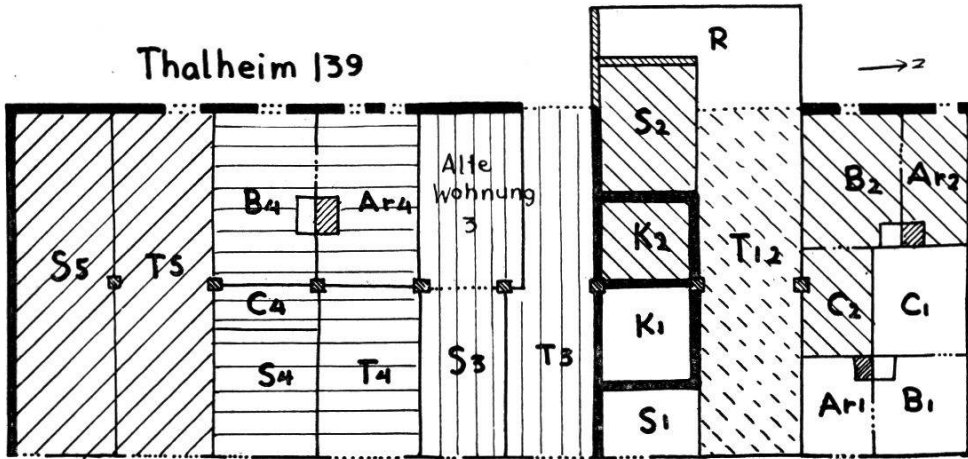 R
Thalheim 139
z
S2
Alte
Wohnung
3
B4
Ar4
B2
Ar2
K2
T12
S5
T5
C4
C2
C1
K1
S4
T4
S3
T3
Ar1
B1
S1